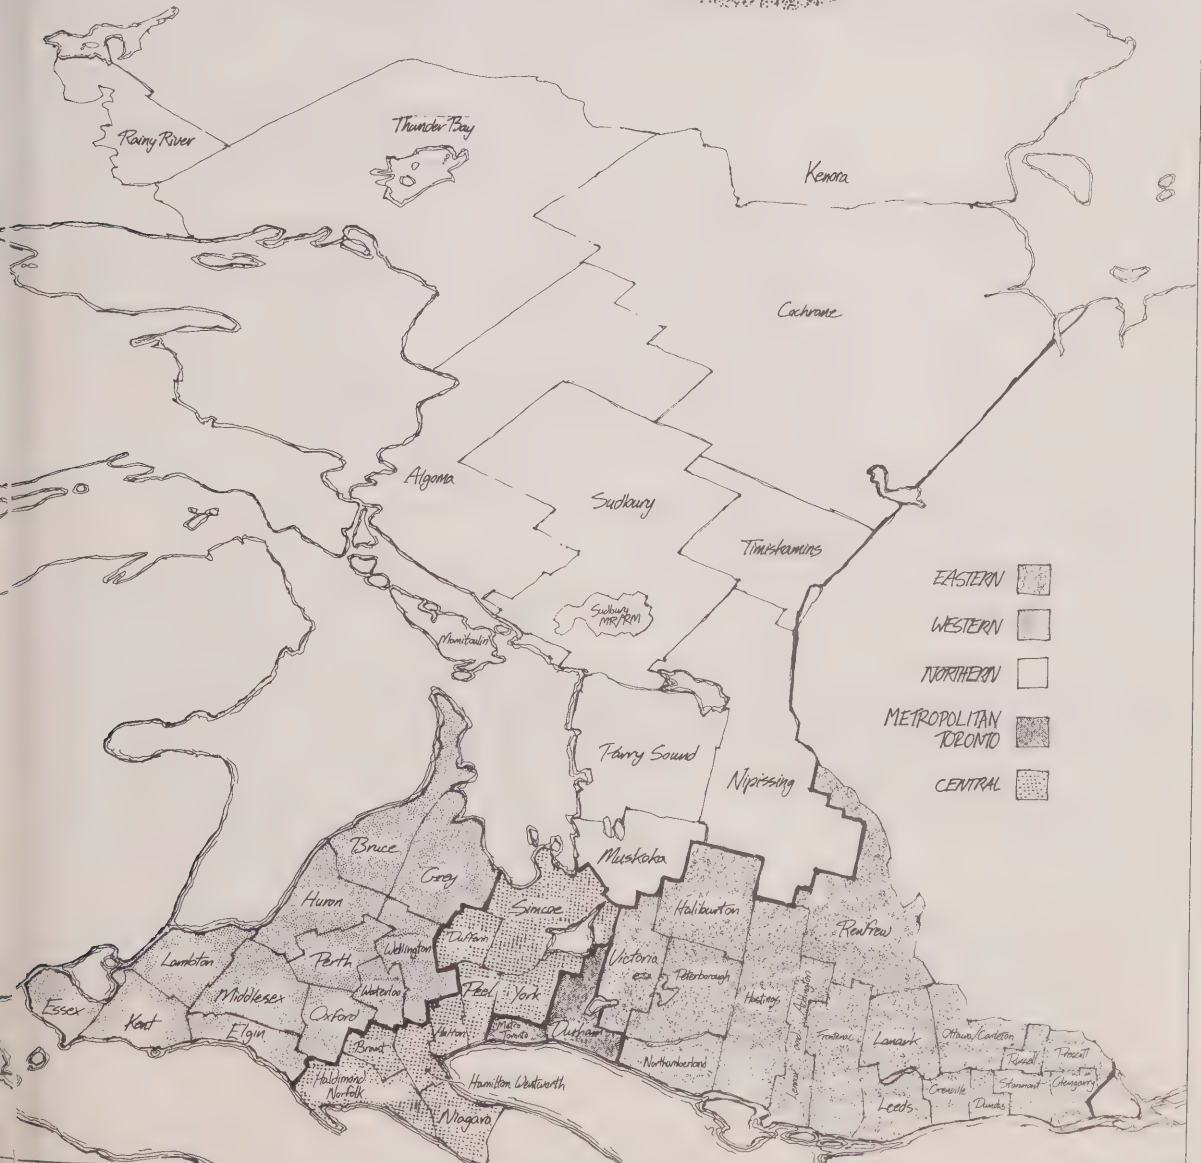 Rainy River
Thunder Bay
Kenora
Cochrane
Algoma
Sudbury
Timiskaming
Sudbury
MR/RM
Manitoulin
Parry Sound
Nipissing
Muskoka
EASTERN
WESTERN
NORTHERN
METROPOLITAN
TORONTO
CENTRAL
Bruce
Grey
Huron
Simcoe
Haliburton
Renfrew
Dufferin
Wellington
Perth
Lambton
Victoria
Peterborough
Waterloo
Peel
York
Hastings
Lennox and Addington
Middlesex
Essex
Kent
Oxford
Elgin
Halton
Metro
Toronto
Durham
Frontenac
Lanark
Ottawa/Carleton
Russell
Prescott
Brant
Northumberland
Haldimand
Norfolk
Hamilton Wentworth
Niagara
Leeds
Grenville
Stormont
Glengarry
Dundas